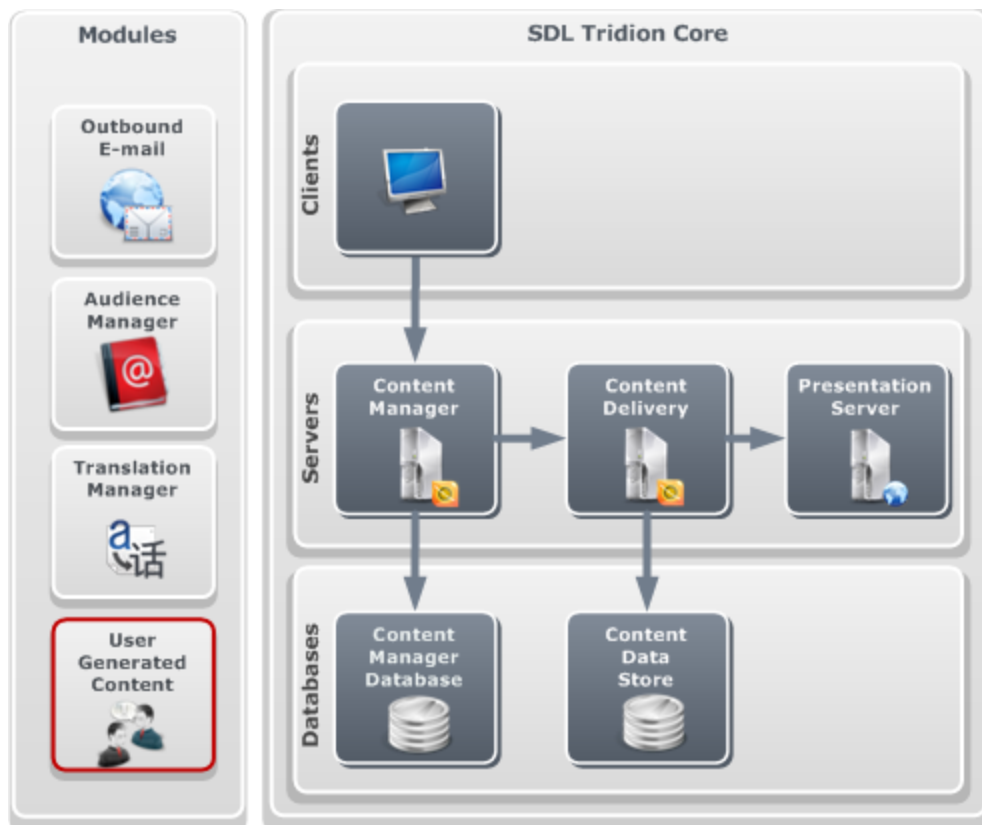 Modules
Outbound
E-mail
Audience
Manager
@
Translation
Manager
a
话
User
Generated
Content
SDL Tridion Core
Clients
Servers
Content
Manager
Content
Delivery
Presentation
Server
Databases
Content
Manager
Database
Content
Data
Store